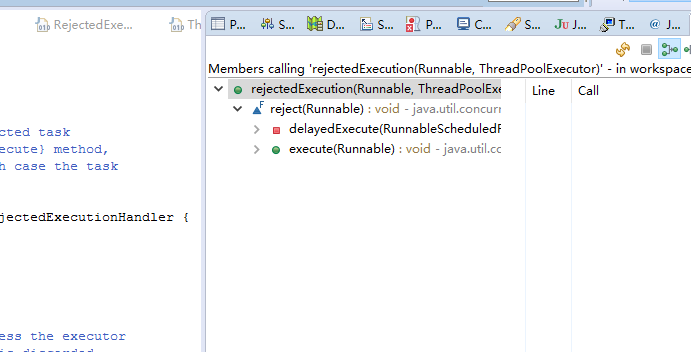 RejectedExe...
Th
P...
S...
D...
S...
P...
C...
S...
J...
T...
@ J...
Members calling 'rejectedExecution(Runnable, ThreadPoolExecutor)' - in workspace
rejectedExecution(Runnable, ThreadPoolExe
Line
Call
reject(Runnable) : void - java.util.concurr
delayedExecute(RunnableScheduledF
execute(Runnable) : void - java.util.cc
cted task
ecute} method,
h case the task
jectedExecutionHandler {
ess the executor
is discarded